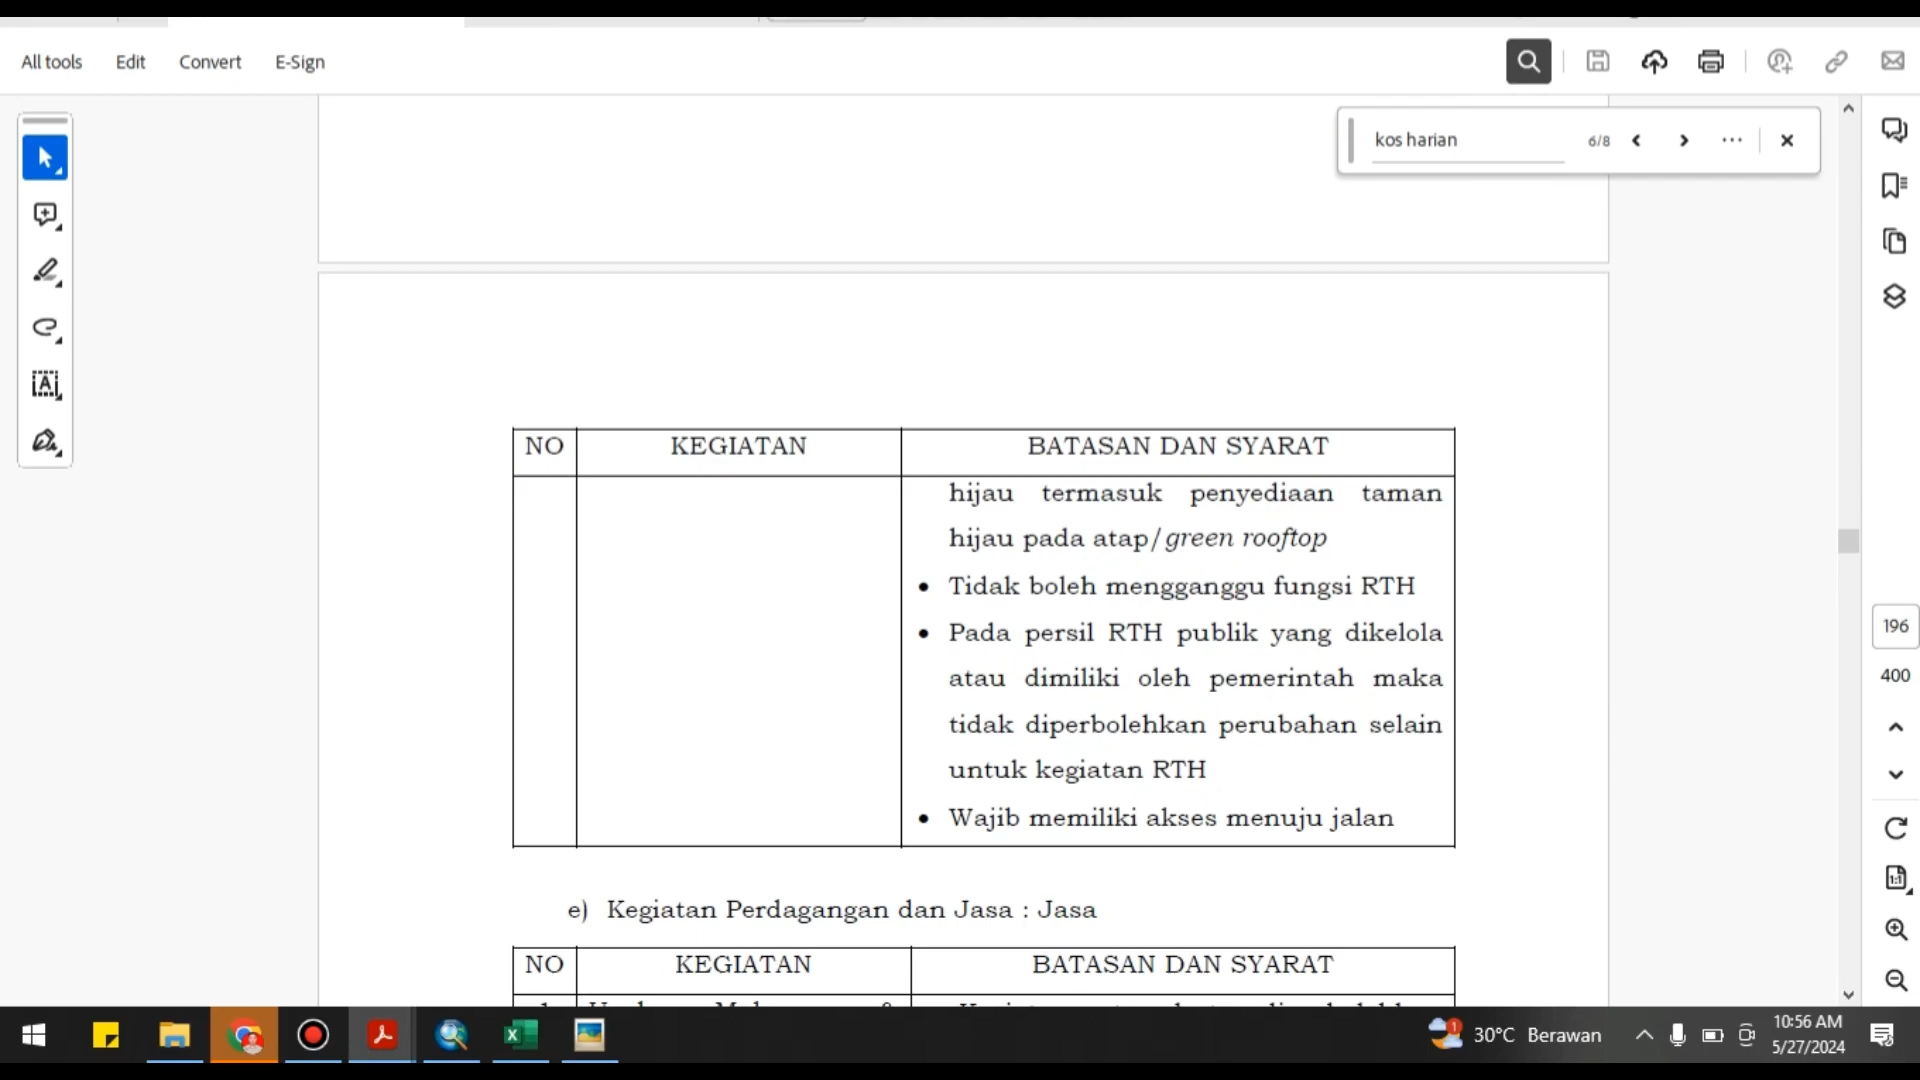 All tools Edit Convert E-Sign
kos harian 6/8
NO KEGIATAN BATASAN DAN SYARAT
hijau termasuk penyediaan taman
hijau pada atap/green rooftop
• Tidak boleh mengganggu fungsi RTH
• Pada persil RTH publik yang dikelola
atau dimiliki oleh pemerintah maka
tidak diperbolehkan perubahan selain
untuk kegiatan RTH
• Wajib memiliki akses menuju jalan
e) Kegiatan Perdagangan dan Jasa : Jasa
NO KEGIATAN BATASAN DAN SYARAT
196
400
30°C Berawan
10:56 AM
5/27/2024